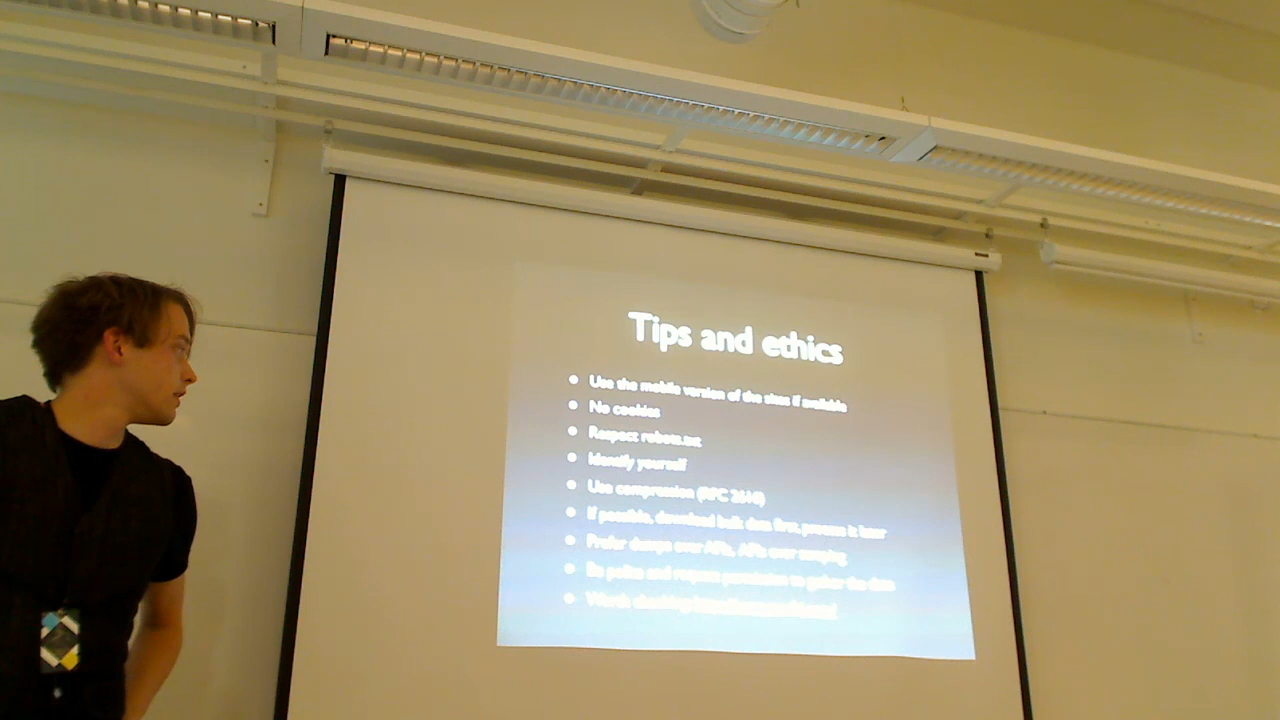 Tips and ethics
Use the mobile version of the sites if available
No cookies
Respect robots.txt
Identify yourself
Use compression (RFC 2616)
If possible, download bulk data first, process it later
Prefer dumps over APIs, APIs over scraping
Be polite and request permission to gather the data
Worth checking